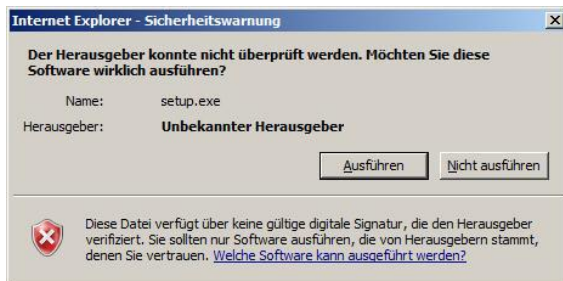 Internet Explorer - Sicherheitswarnung
Der Herausgeber konnte nicht überprüft werden. Möchten Sie diese
Software wirklich ausführen?
Name: setup.exe
Herausgeber: Unbekannter Herausgeber
Ausführen Nicht ausführen
Diese Datei verfügt über keine gültige digitale Signatur, die den Herausgeber
verifiziert. Sie sollten nur Software ausführen, die von Herausgebern stammt,
denen Sie vertrauen. Welche Software kann ausgeführt werden?